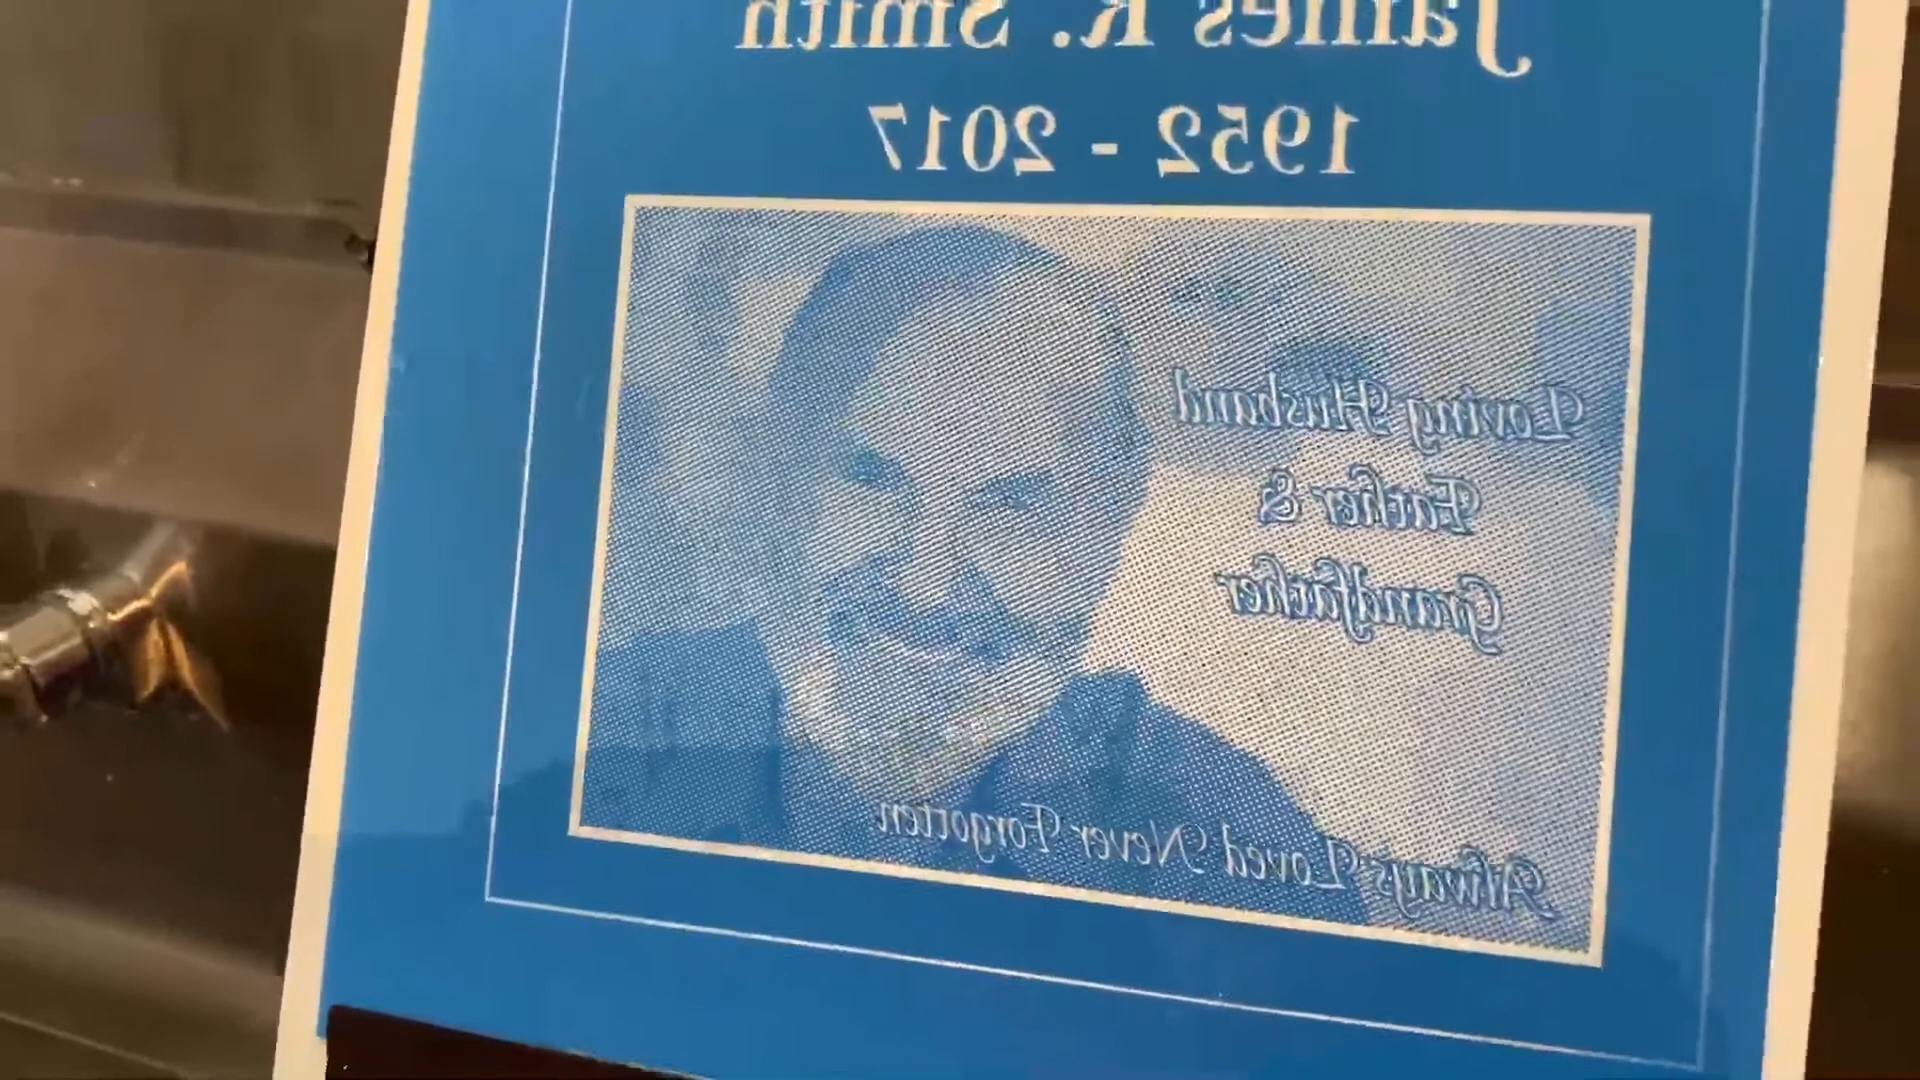 James R. Smith
1952 - 2017
Loving Husband
Father &
Grandfather
Always Loved Never Forgotten